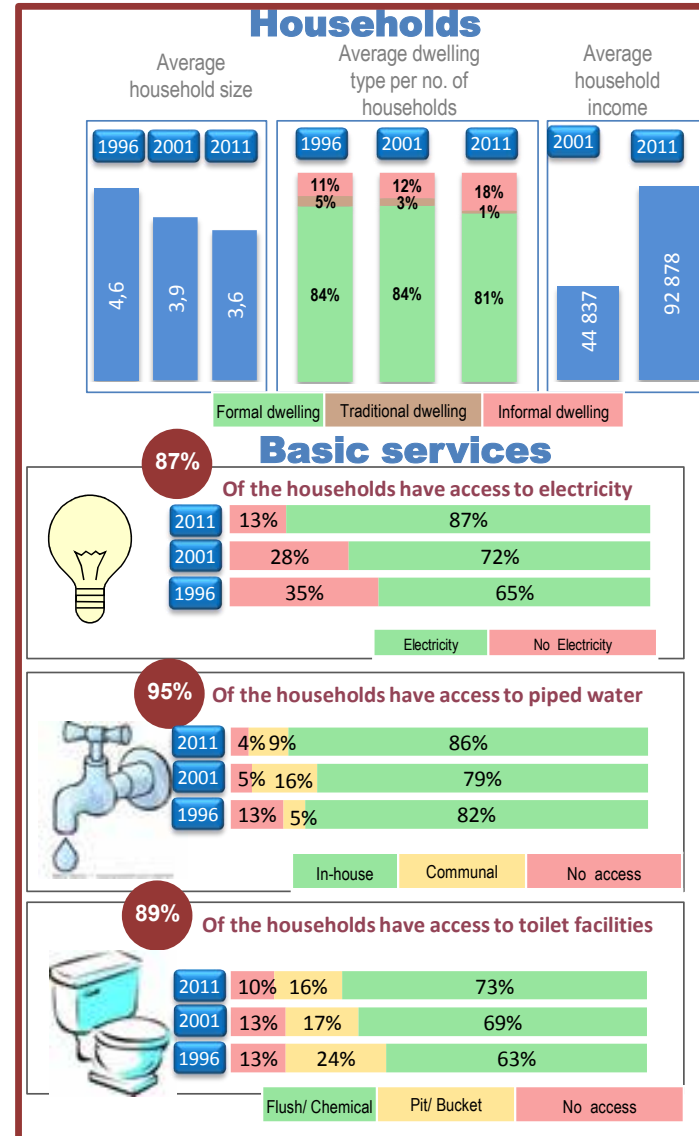 Households
Average
household size
Average dwelling
type per no. of
households
Average
household
income
1996 2001 2011
4,6 3,9 3,6
1996 2001 2011
11% 12% 18%
5% 3% 1%
84% 84% 81%
2001 2011
44 837 92 878
Formal dwelling Traditional dwelling Informal dwelling
Basic services
87%
Of the households have access to electricity
2011 13% 87%
2001 28% 72%
1996 35% 65%
Electricity No Electricity
95% Of the households have access to piped water
2011 4% 9% 86%
2001 5% 16% 79%
1996 13% 5% 82%
In-house Communal No access
89%
Of the households have access to toilet facilities
2011 10% 16% 73%
2001 13% 17% 69%
1996 13% 24% 63%
Flush/ Chemical Pit/ Bucket No access